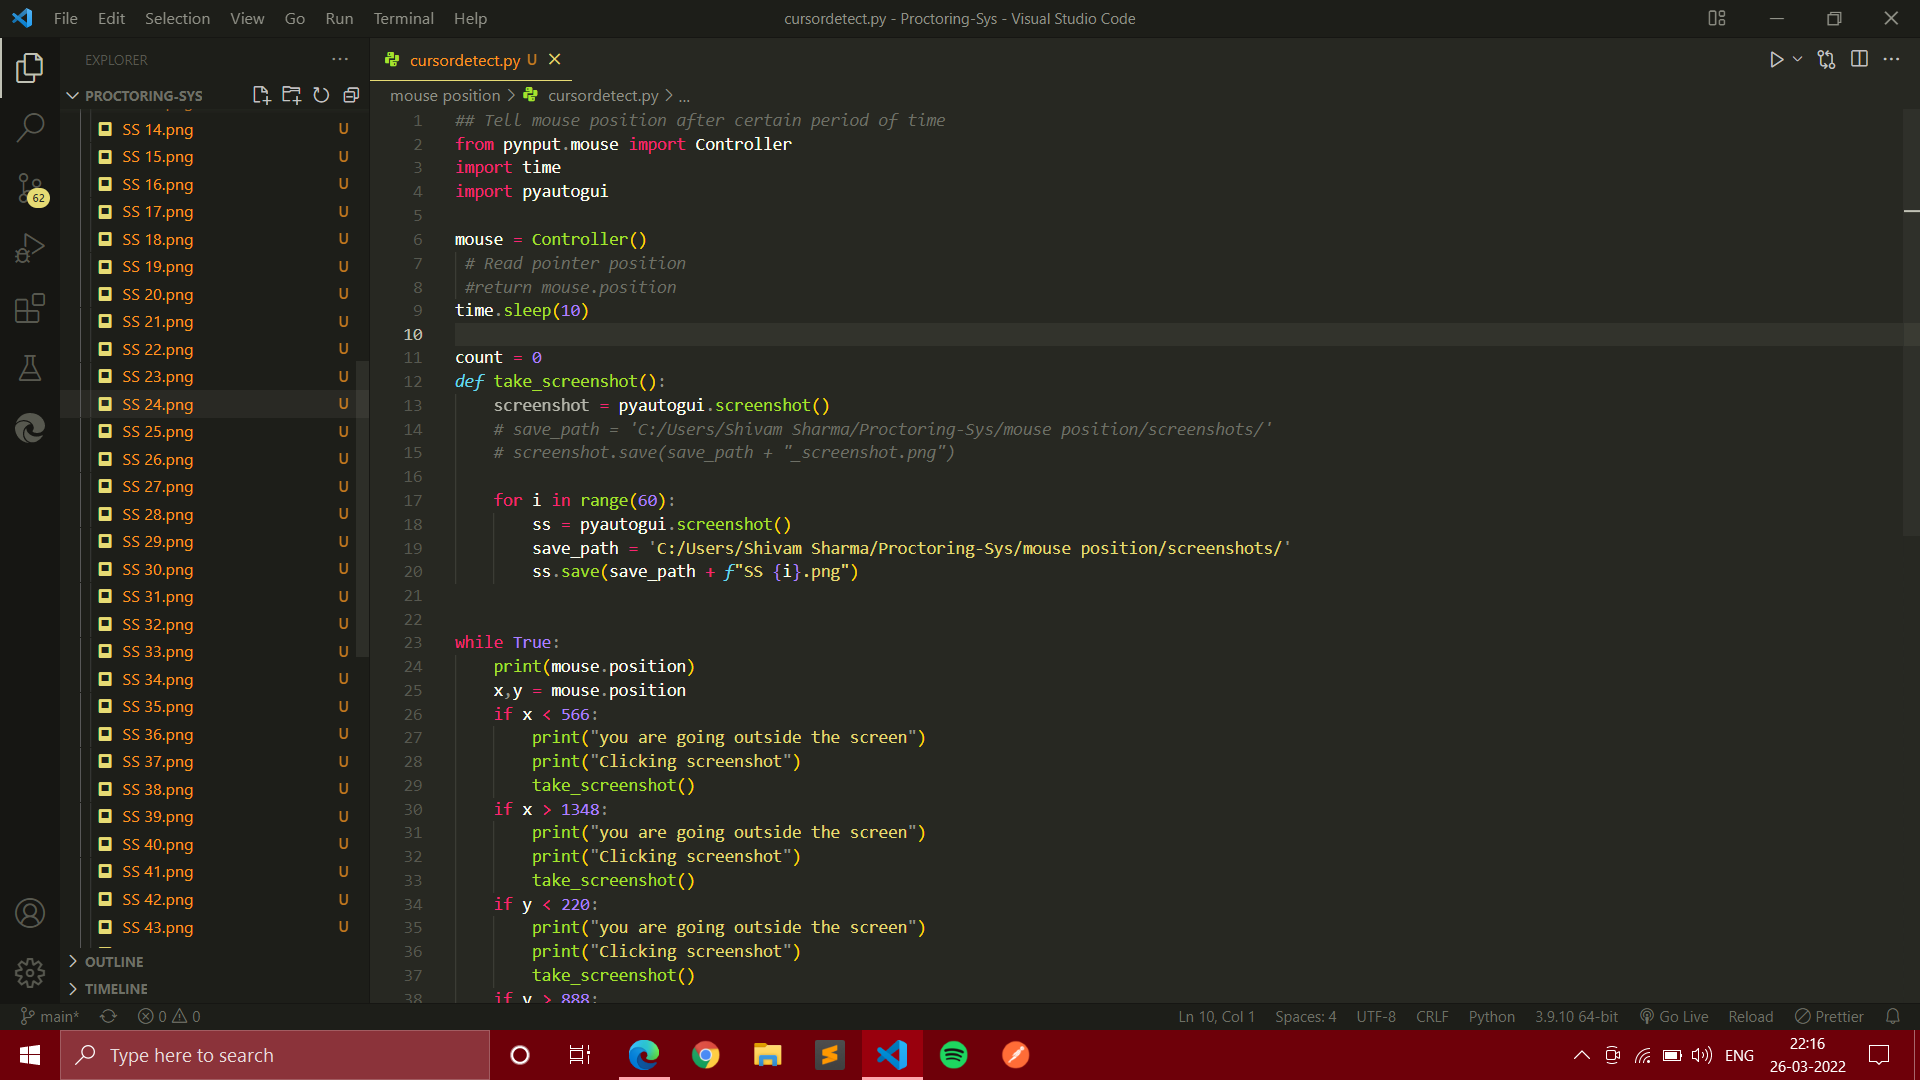 File Edit Selection View Go Run Terminal Help
cursordetect.py - Proctoring-Sys - Visual Studio Code
EXPLORER
PROCTORING-SYS
SS 14.png U
SS 15.png U
SS 16.png U
SS 17.png U
SS 18.png U
SS 19.png U
SS 20.png U
SS 21.png U
SS 22.png U
SS 23.png U
SS 24.png U
SS 25.png U
SS 26.png U
SS 27.png U
SS 28.png U
SS 29.png U
SS 30.png U
SS 31.png U
SS 32.png U
SS 33.png U
SS 34.png U
SS 35.png U
SS 36.png U
SS 37.png U
SS 38.png U
SS 39.png U
SS 40.png U
SS 41.png U
SS 42.png U
SS 43.png U
OUTLINE
TIMELINE
62
cursordetect.py U
mouse position > cursordetect.py > ...
1 ## Tell mouse position after certain period of time
2 from pynput.mouse import Controller
3 import time
4 import pyautogui
5
6 mouse = Controller()
7 # Read pointer position
8 #return mouse.position
9 time.sleep(10)
10
11 count = 0
12 def take_screenshot():
13 screenshot = pyautogui.screenshot()
14 # save_path = 'C:/Users/Shivam Sharma/Proctoring-Sys/mouse position/screenshots/'
15 # screenshot.save(save_path + "_screenshot.png")
16
17 for i in range(60):
18 ss = pyautogui.screenshot()
19 save_path = 'C:/Users/Shivam Sharma/Proctoring-Sys/mouse position/screenshots/'
20 ss.save(save_path + f"SS {i}.png")
21
22
23 while True:
24 print(mouse.position)
25 x,y = mouse.position
26 if x < 566:
27 print("you are going outside the screen")
28 print("Clicking screenshot")
29 take_screenshot()
30 if x > 1348:
31 print("you are going outside the screen")
32 print("Clicking screenshot")
33 take_screenshot()
34 if y < 220:
35 print("you are going outside the screen")
36 print("Clicking screenshot")
37 take_screenshot()
38 if y > 888:
main* 0 0
Ln 10, Col 1 Spaces: 4 UTF-8 CRLF Python 3.9.10 64-bit Go Live Reload Prettier
Type here to search
ENG
22:16
26-03-2022